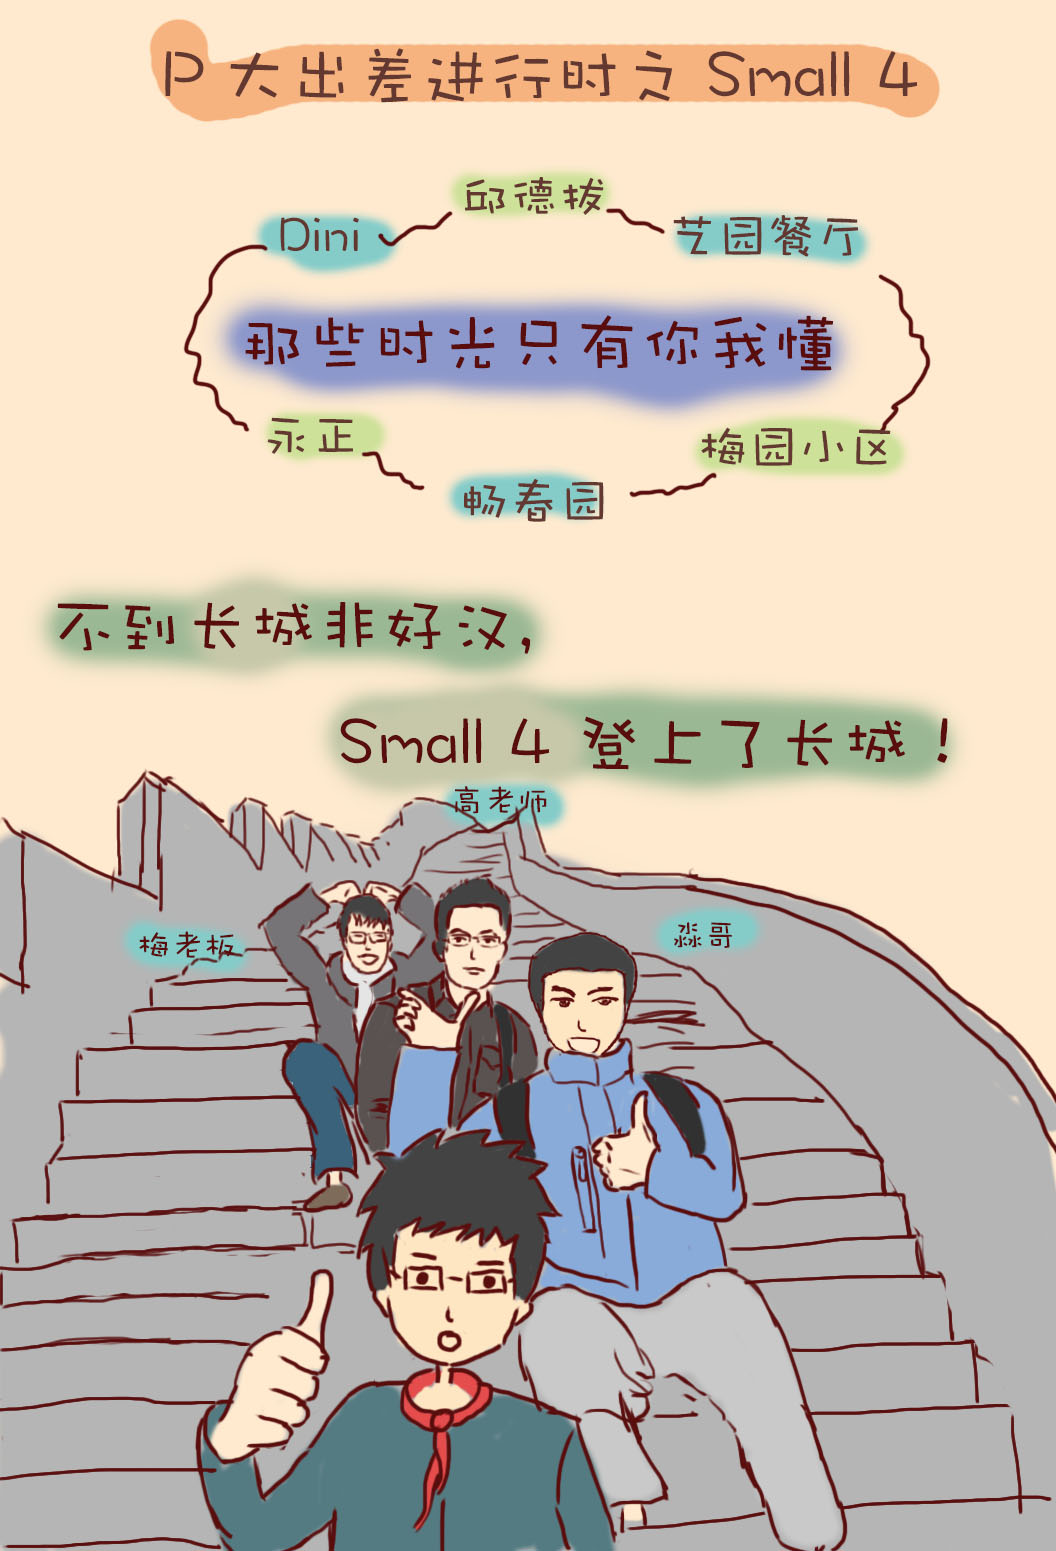 P大出差进行时之 Small 4
邱德拔
Dini
艺园餐厅
那些时光只有你我懂
永正
梅园小区
畅春园
不到长城非好汉,
Small 4 登上了长城!
高老师
梅老板
淼哥